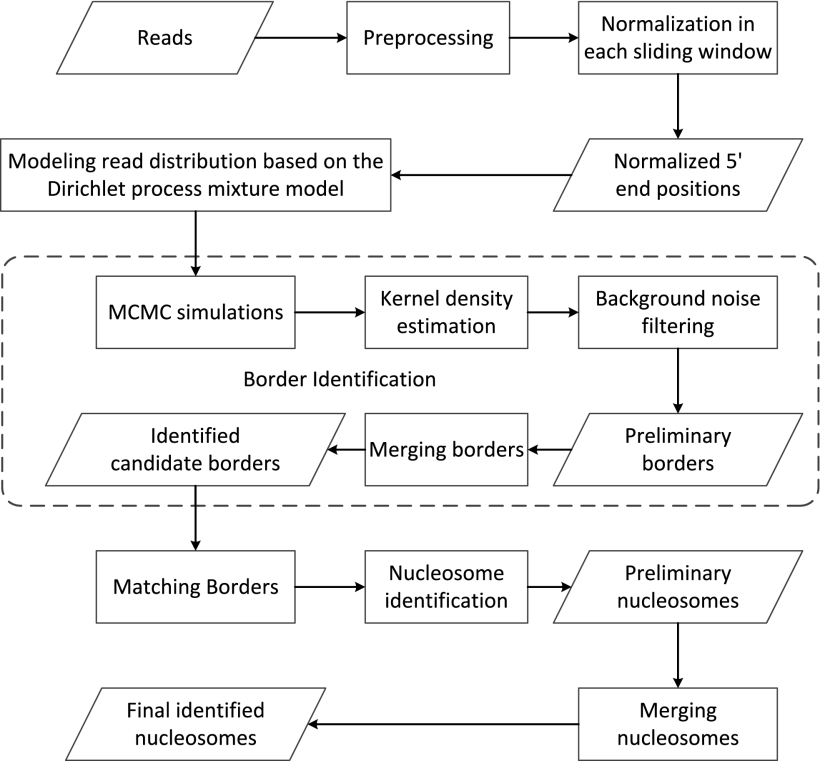 Reads
Preprocessing
Normalization in
each sliding window
Modeling read distribution based on the
Dirichlet process mixture model
Normalized 5'
end positions
MCMC simulations
Kernel density
estimation
Background noise
filtering
Border Identification
Identified
candidate borders
Merging borders
Preliminary
borders
Matching Borders
Nucleosome
identification
Preliminary
nucleosomes
Final identified
nucleosomes
Merging
nucleosomes